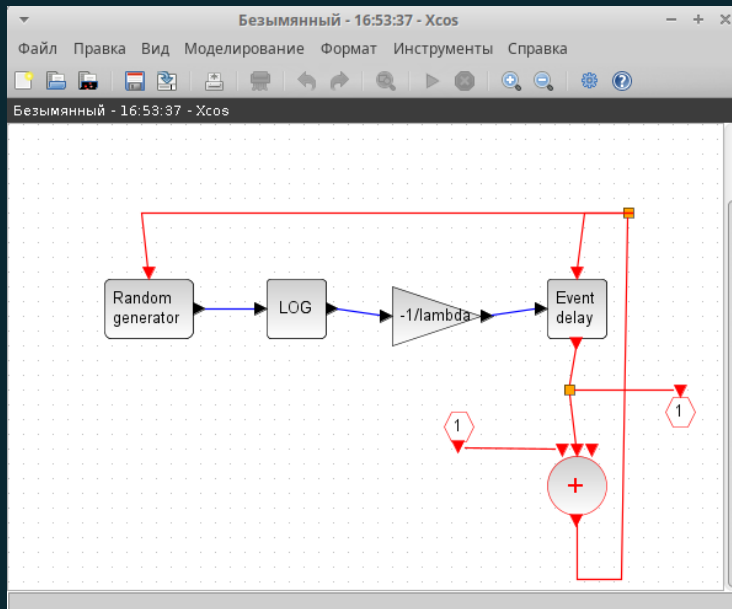 Безымянный - 16:53:37 - Xcos
Файл Правка Вид Моделирование Формат Инструменты Справка
Безымянный - 16:53:37 - Xcos
Random
generator
LOG
-1/lambda
Event
delay
1
1
+